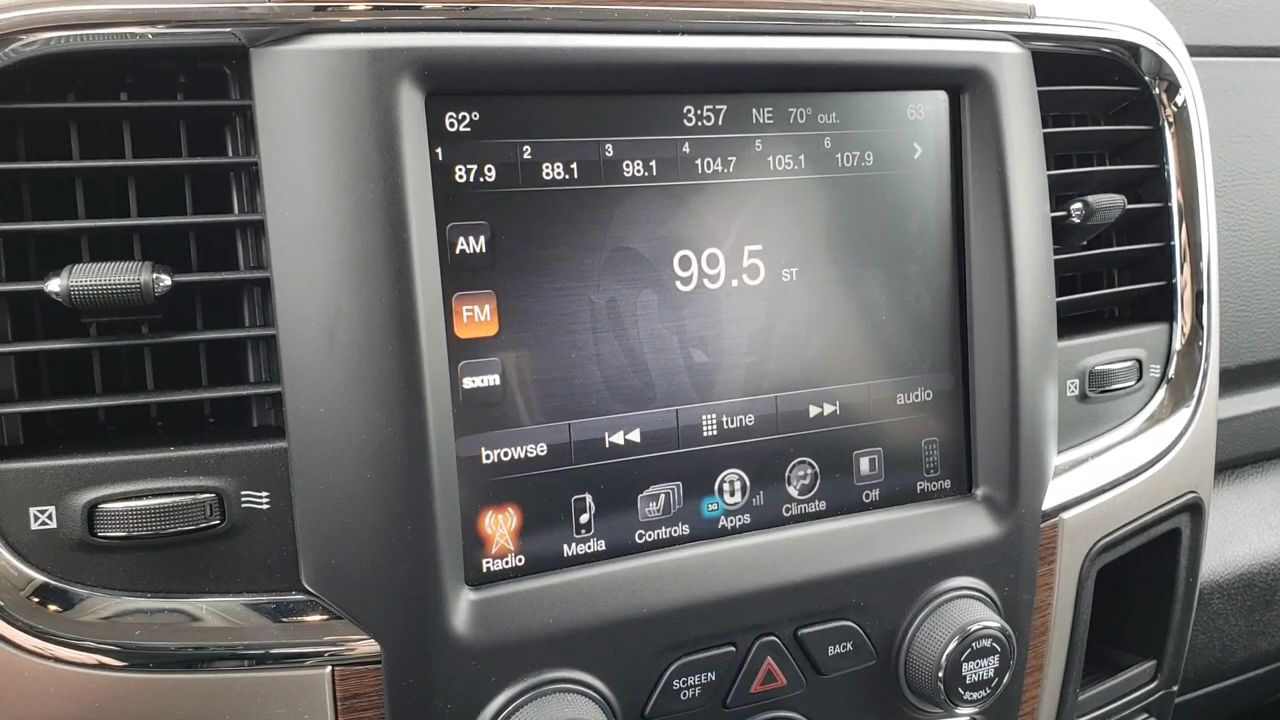 62° 3:57 NE 70° out. 63°
1 87.9 2 88.1 3 98.1 4 104.7 5 105.1 6 107.9
AM
99.5 ST
FM
sxm
browse tune audio
Radio Media Controls 3G Apps Climate Off Phone
SCREEN OFF
BACK
TUNE
BROWSE
ENTER
SCROLL